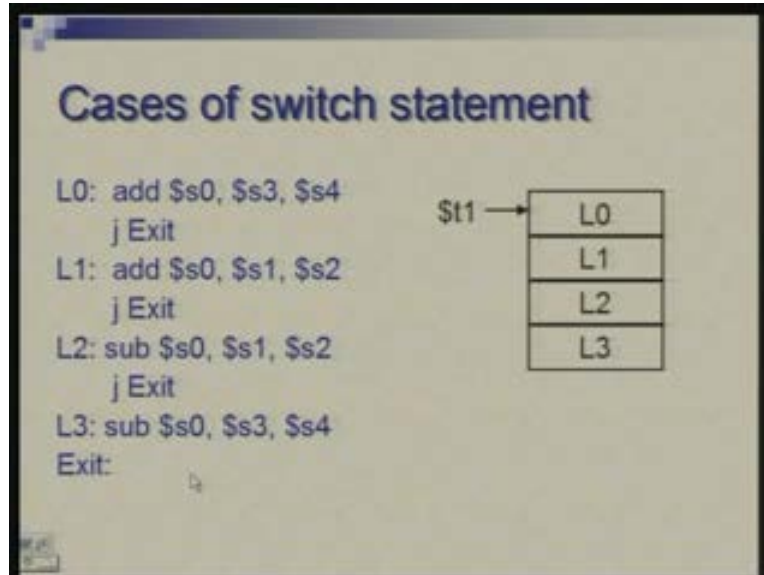 Cases of switch statement
L0: add $s0, $s3, $s4
j Exit
L1: add $s0, $s1, $s2
j Exit
L2: sub $s0, $s1, $s2
j Exit
L3: sub $s0, $s3, $s4
Exit:
$t1
L0
L1
L2
L3